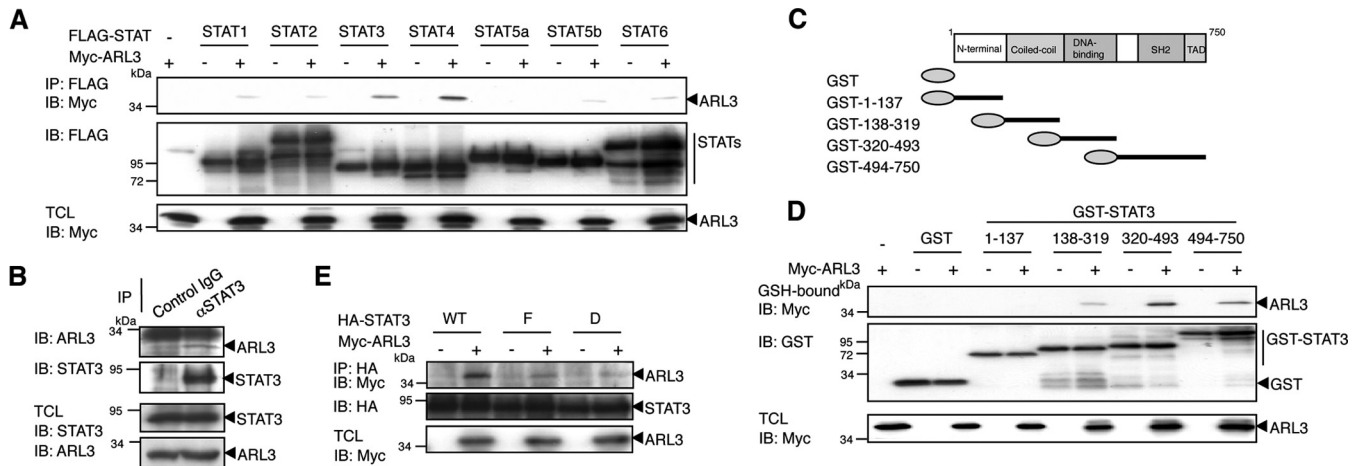 A
FLAG-STAT - STAT1 STAT2 STAT3 STAT4 STAT5a STAT5b STAT6
Myc-ARL3 + - + - + - + - + - + - + - +
kDa
IP: FLAG
IB: Myc
34
ARL3
IB: FLAG
95
72
STATs
TCL
IB: Myc
34
ARL3
B
IP
Control IgG
αSTAT3
kDa
34
IB: ARL3
ARL3
95
IB: STAT3
STAT3
95
TCL
IB: STAT3
STAT3
34
IB: ARL3
ARL3
E
HA-STAT3 WT F D
Myc-ARL3 - + - + - +
kDa
IP: HA
IB: Myc
34
ARL3
95
IB: HA
STAT3
TCL
IB: Myc
34
ARL3
C
1 750
N-terminal Coiled-coil DNA-binding SH2 TAD
GST
GST-1-137
GST-138-319
GST-320-493
GST-494-750
D
GST-STAT3
- GST 1-137 138-319 320-493 494-750
Myc-ARL3 + - + - + - + - + - +
GSH-bound kDa
IB: Myc
34
ARL3
IB: GST
95
72
34
GST-STAT3
GST
TCL
IB: Myc
34
ARL3